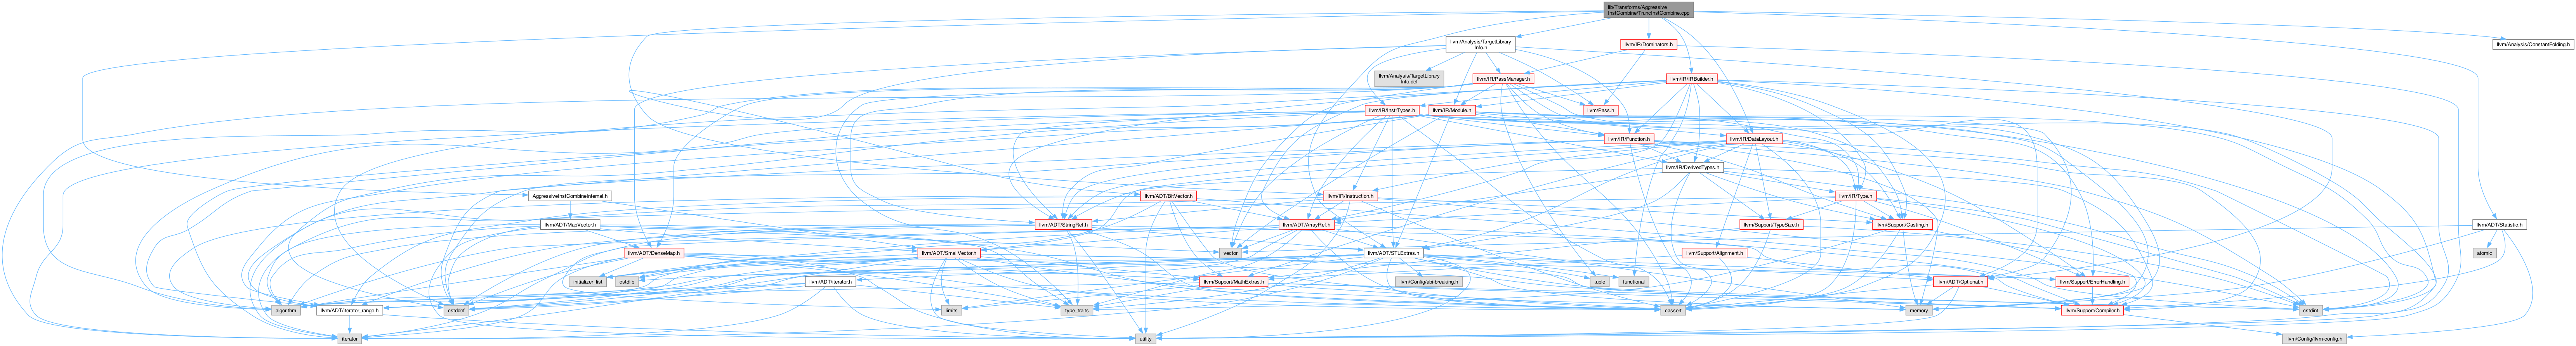 lib/Transforms/Aggressive
InstCombine/TruncInstCombine.cpp
llvm/Analysis/TargetLibrary
Info.h
llvm/IR/Dominators.h
llvm/Analysis/ConstantFolding.h
llvm/Analysis/TargetLibrary
Info.def
llvm/IR/PassManager.h
llvm/IR/IRBuilder.h
llvm/IR/InstrTypes.h
llvm/IR/Module.h
llvm/Pass.h
llvm/IR/Function.h
llvm/IR/DataLayout.h
llvm/IR/DerivedTypes.h
AggressiveInstCombineInternal.h
llvm/ADT/BitVector.h
llvm/IR/Instruction.h
llvm/IR/Type.h
llvm/ADT/MapVector.h
llvm/ADT/StringRef.h
llvm/ADT/ArrayRef.h
llvm/Support/TypeSize.h
llvm/Support/Casting.h
llvm/ADT/Statistic.h
llvm/ADT/DenseMap.h
llvm/ADT/SmallVector.h
vector
llvm/ADT/STLExtras.h
llvm/Support/Alignment.h
atomic
initializer_list
cstdlib
llvm/ADT/iterator.h
llvm/Support/MathExtras.h
llvm/Config/abi-breaking.h
tuple
functional
llvm/ADT/Optional.h
llvm/Support/ErrorHandling.h
algorithm
llvm/ADT/iterator_range.h
cstddef
limits
type_traits
cassert
memory
llvm/Support/Compiler.h
cstdint
iterator
utility
llvm/Config/llvm-config.h